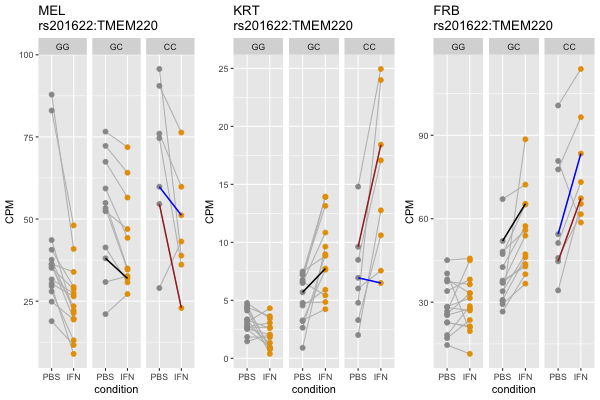 MEL
rs201622:TMEM220
GG GC CC
100
75
50
25
CPM
PBS IFN PBS IFN PBS IFN
condition
KRT
rs201622:TMEM220
GG GC CC
25
20
15
10
5
0
CPM
PBS IFN PBS IFN PBS IFN
condition
FRB
rs201622:TMEM220
GG GC CC
90
60
30
CPM
PBS IFN PBS IFN PBS IFN
condition